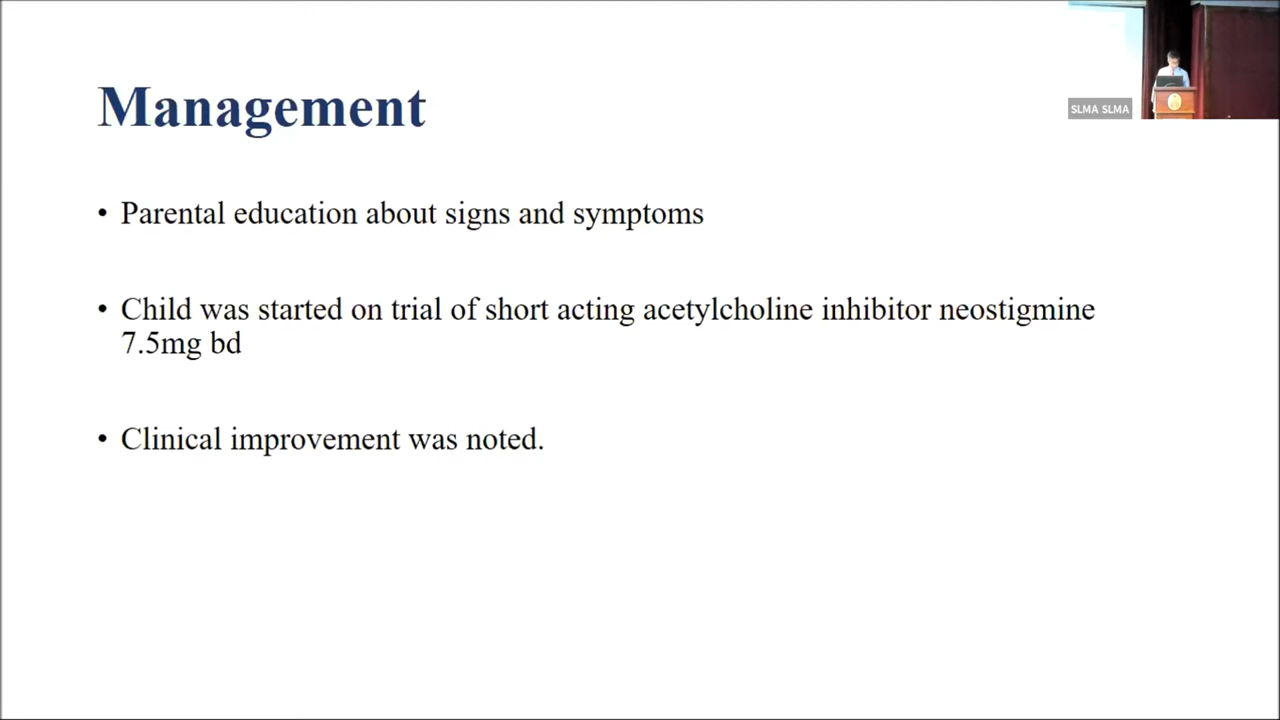 Management
SLMA SLMA
• Parental education about signs and symptoms
• Child was started on trial of short acting acetylcholine inhibitor neostigmine
7.5mg bd
• Clinical improvement was noted.